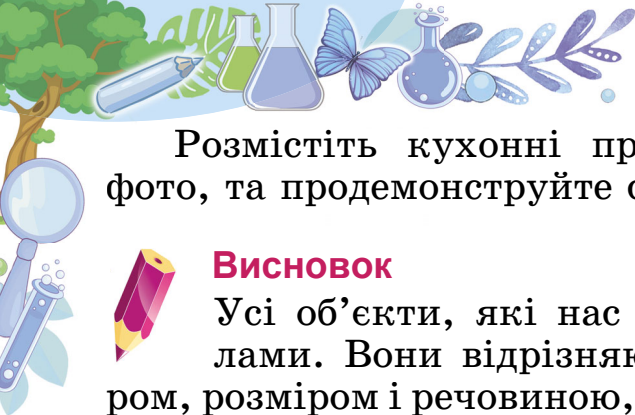 Розмістіть кухонні пр
фото, та продемонструйте
Висновок
Усі об’єкти, які нас
лами. Вони відрізняю
ром, розміром і речовиною,